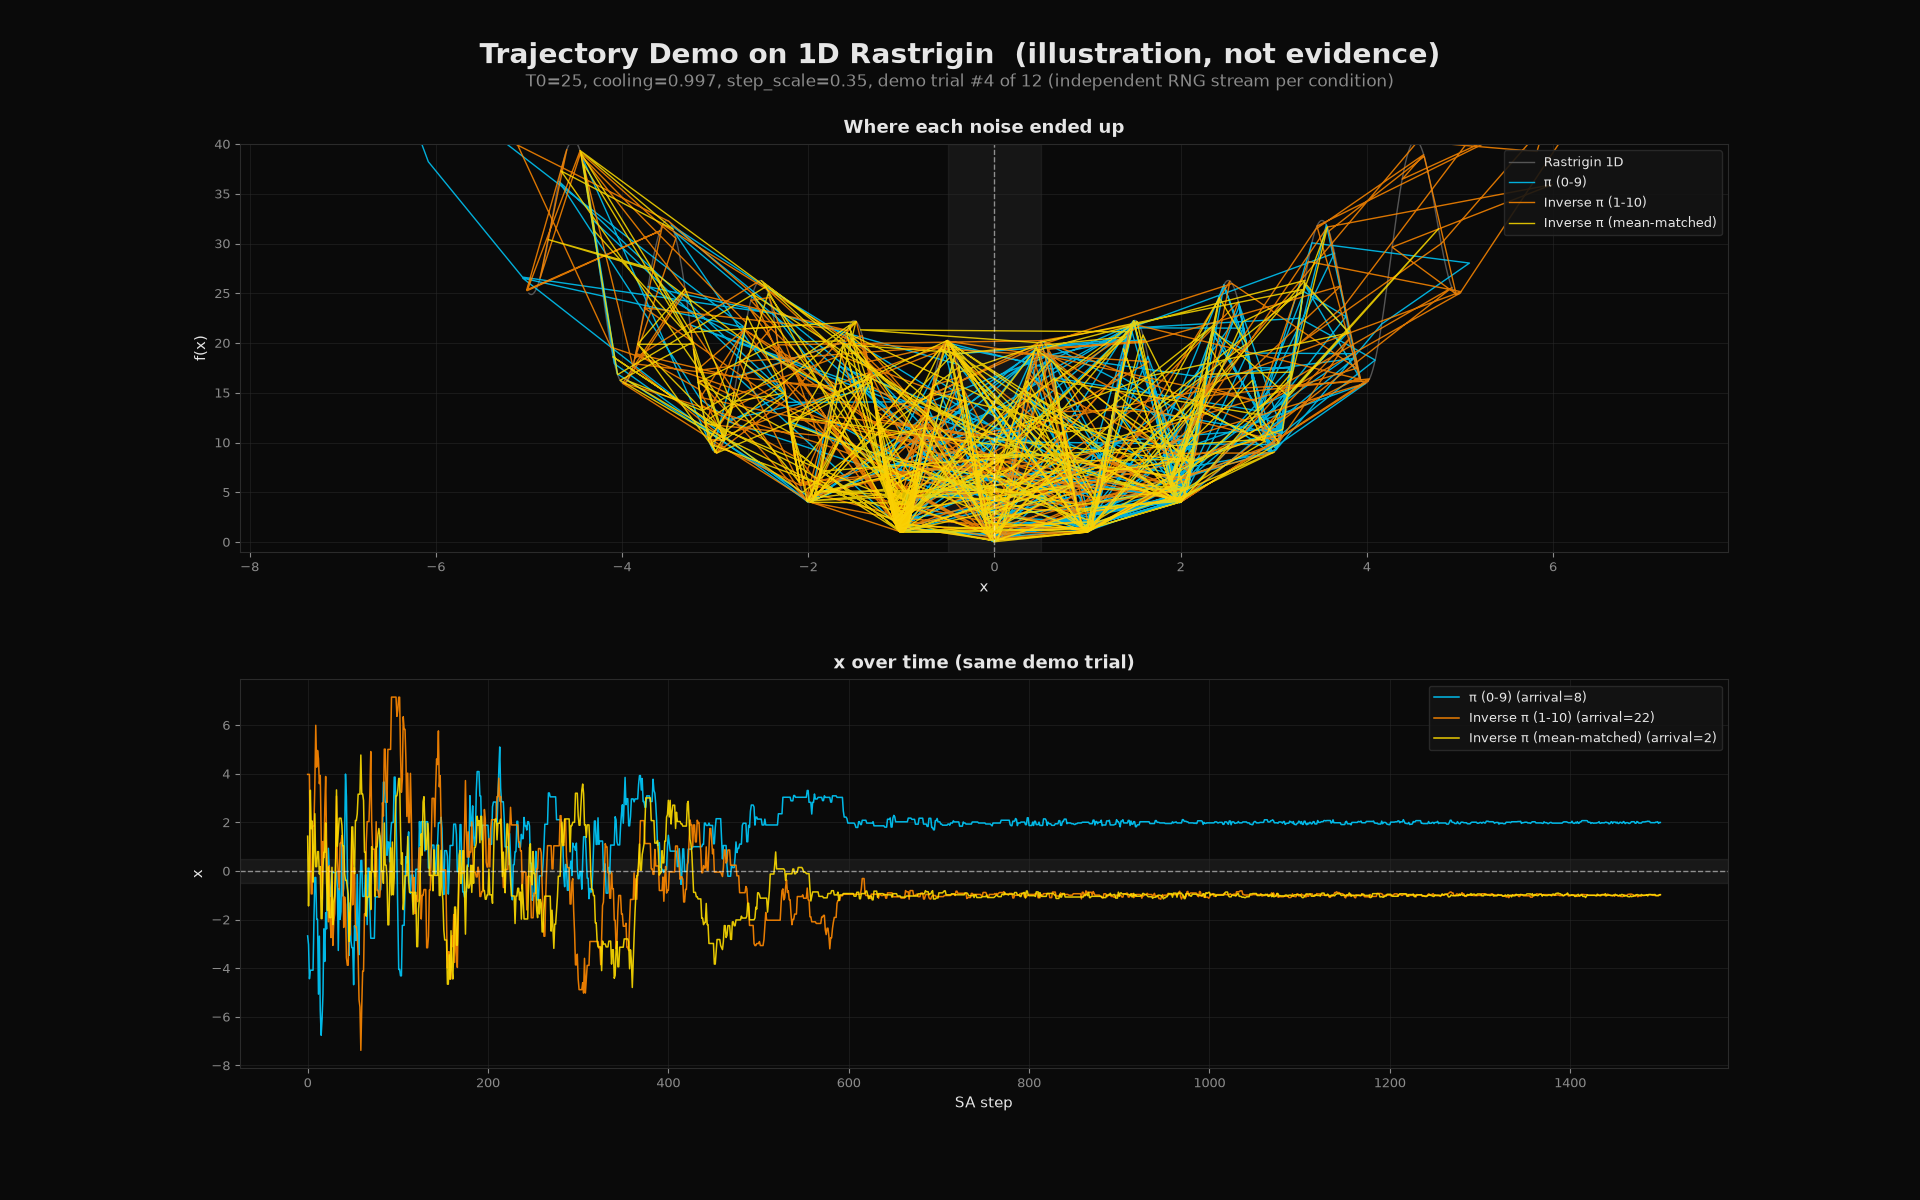 Trajectory Demo on 1D Rastrigin  (illustration, not evidence)
T0=25, cooling=0.997, step_scale=0.35, demo trial #4 of 12 (independent RNG stream per condition)
Where each noise ended up
40
35
30
25
20
15
10
5
0
f(x)
Rastrigin 1D
π (0-9)
Inverse π (1-10)
Inverse π (mean-matched)
−8 −6 −4 −2 0 2 4 6
x
x over time (same demo trial)
6
4
2
0
−2
−4
−6
−8
x
π (0-9) (arrival=8)
Inverse π (1-10) (arrival=22)
Inverse π (mean-matched) (arrival=2)
0 200 400 600 800 1000 1200 1400
SA step